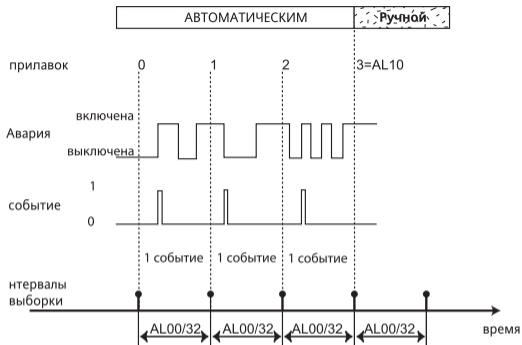 АВТОМАТИЧЕСКИМ Ручной
прилавок 0 1 2 3=AL10
включена
Авария
выключена
1
событие
0
1 событие 1 событие 1 событие
нтервалы
выборки
время
AL00/32 AL00/32 AL00/32 AL00/32